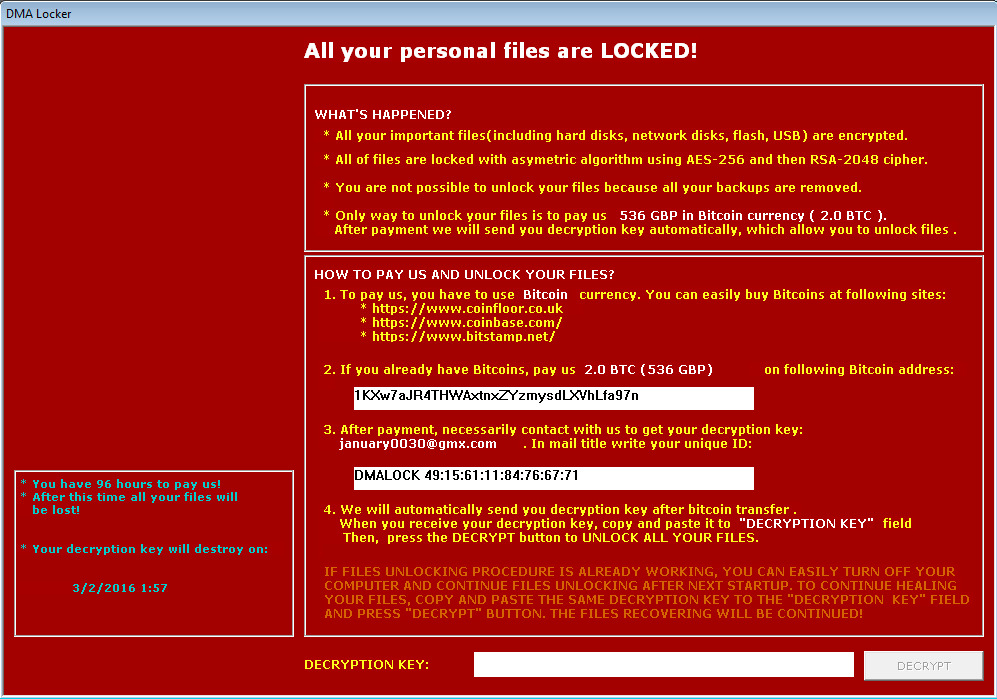 DMA Locker
All your personal files are LOCKED!
WHAT'S HAPPENED?
* All your important files(including hard disks, network disks, flash, USB) are encrypted.
* All of files are locked with asymetric algorithm using AES-256 and then RSA-2048 cipher.
* You are not possible to unlock your files because all your backups are removed.
* Only way to unlock your files is to pay us 536 GBP in Bitcoin currency ( 2.0 BTC ).
After payment we will send you decryption key automatically, which allow you to unlock files .
HOW TO PAY US AND UNLOCK YOUR FILES?
1. To pay us, you have to use Bitcoin currency. You can easily buy Bitcoins at following sites:
* https://www.coinfloor.co.uk
* https://www.coinbase.com/
* https://www.bitstamp.net/
2. If you already have Bitcoins, pay us 2.0 BTC (536 GBP) on following Bitcoin address:
1KXw7aJR4THWAxtnxZYzmysdLXVhLfa97n
3. After payment, necessarily contact with us to get your decryption key:
january0030@gmx.com . In mail title write your unique ID:
DMALOCK 49:15:61:11:84:76:67:71
4. We will automatically send you decryption key after bitcoin transfer .
When you receive your decryption key, copy and paste it to "DECRYPTION KEY" field
Then, press the DECRYPT button to UNLOCK ALL YOUR FILES.
IF FILES UNLOCKING PROCEDURE IS ALREADY WORKING, YOU CAN EASILY TURN OFF YOUR
COMPUTER AND CONTINUE FILES UNLOCKING AFTER NEXT STARTUP. TO CONTINUE HEALING
YOUR FILES, COPY AND PASTE THE SAME DECRYPTION KEY TO THE "DECRYPTION KEY" FIELD
AND PRESS "DECRYPT" BUTTON. THE FILES RECOVERING WILL BE CONTINUED!
* You have 96 hours to pay us!
* After this time all your files will
be lost!
* Your decryption key will destroy on:
3/2/2016 1:57
DECRYPTION KEY:
DECRYPT